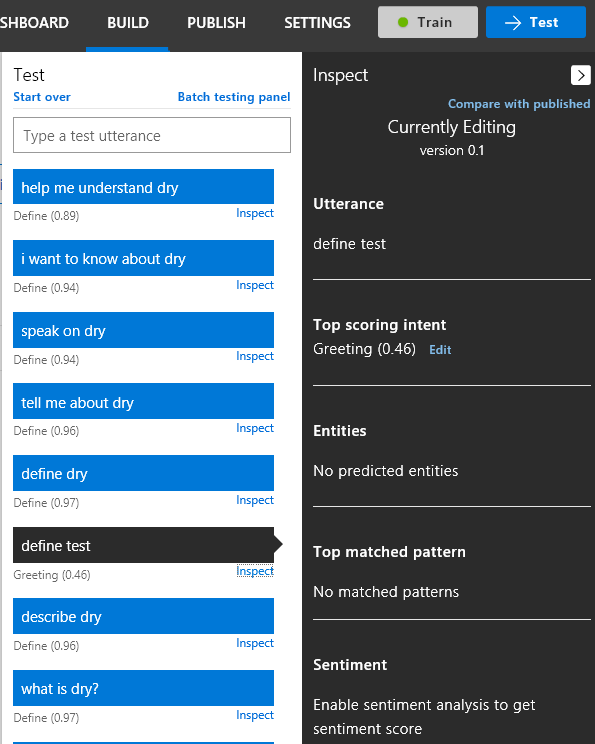 SHBOARD BUILD PUBLISH SETTINGS Train Test
Test
Start over Batch testing panel
Type a test utterance
help me understand dry
Define (0.89) Inspect
i want to know about dry
Define (0.94) Inspect
speak on dry
Define (0.94) Inspect
tell me about dry
Define (0.96) Inspect
define dry
Define (0.97) Inspect
define test
Greeting (0.46) Inspect
describe dry
Define (0.96) Inspect
what is dry?
Define (0.97) Inspect
Inspect
Compare with published
Currently Editing
version 0.1
Utterance
define test
Top scoring intent
Greeting (0.46) Edit
Entities
No predicted entities
Top matched pattern
No matched patterns
Sentiment
Enable sentiment analysis to get
sentiment score